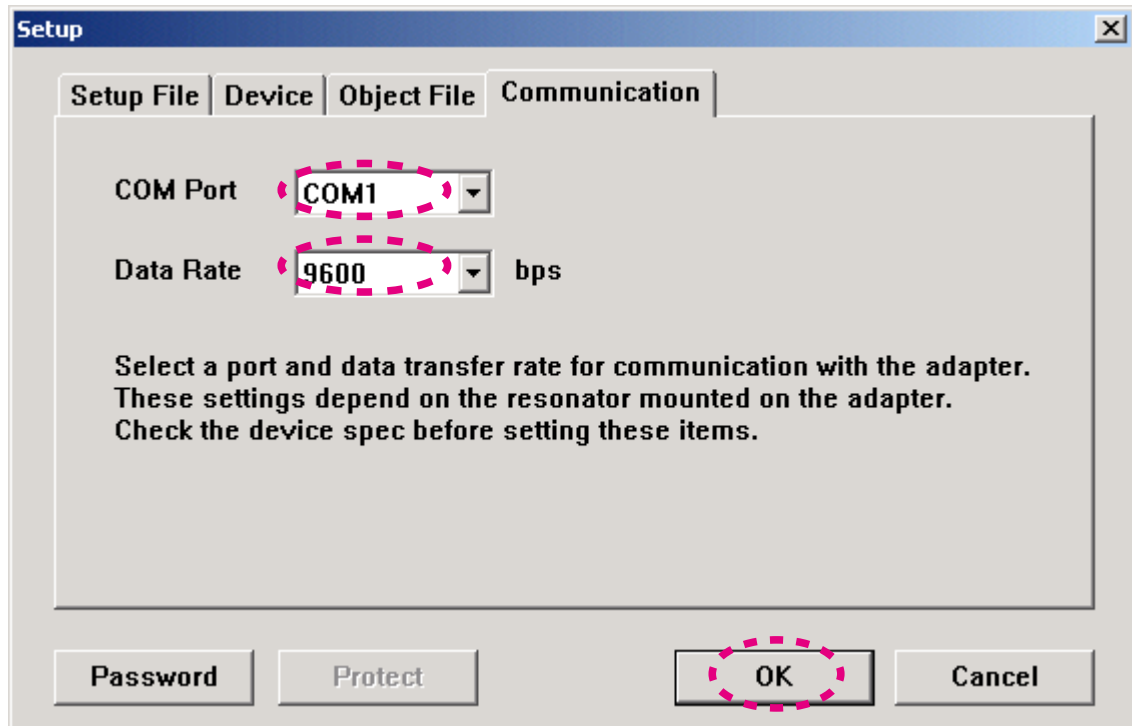 Setup
Setup File Device Object File Communication
COM Port COM1
Data Rate 9600 bps
Select a port and data transfer rate for communication with the adapter.
These settings depend on the resonator mounted on the adapter.
Check the device spec before setting these items.
Password Protect OK Cancel